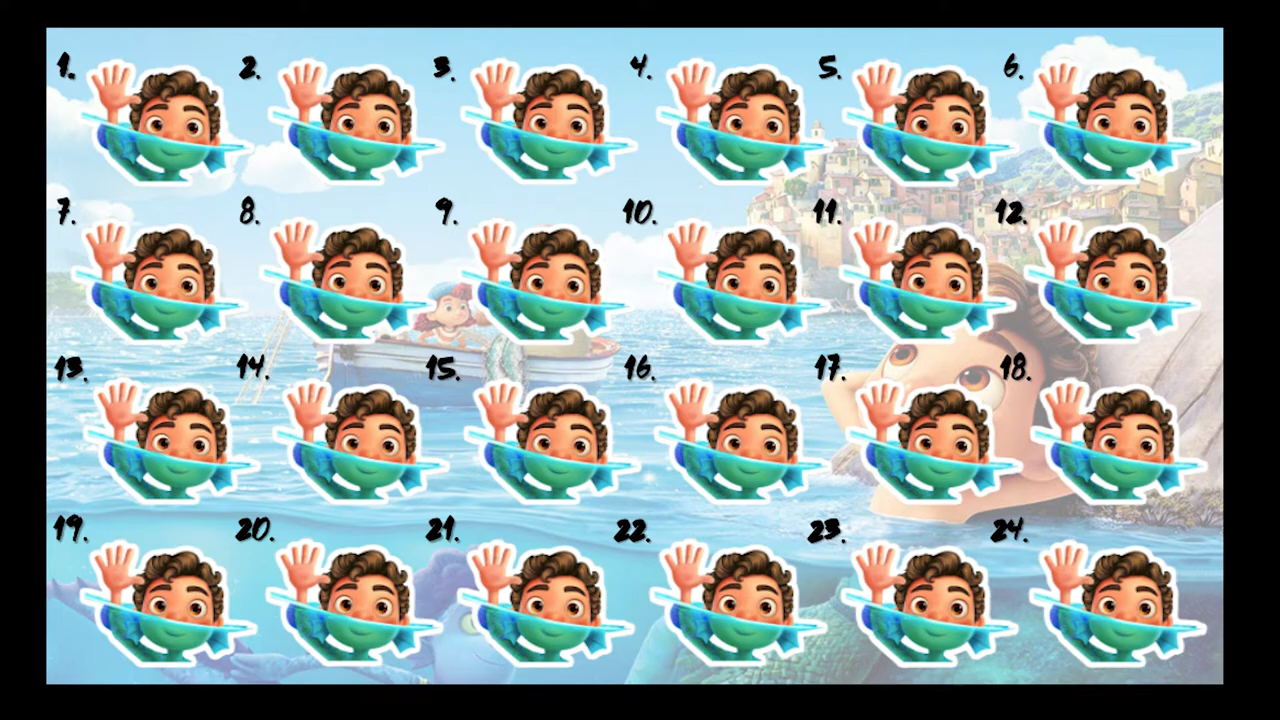 1. 2. 3. 4. 5. 6.
7. 8. 9. 10. 11. 12.
13. 14. 15. 16. 17. 18.
19. 20. 21. 22. 23. 24.